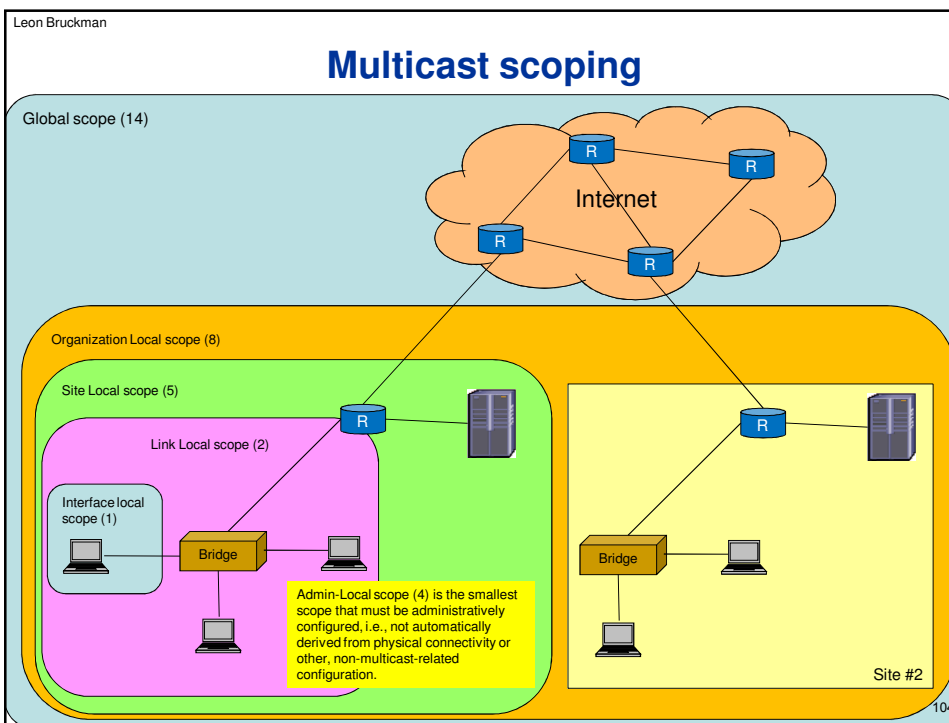 Leon Bruckman
Multicast scoping
Global scope (14)
R
R
Internet
R
R
Organization Local scope (8)
Site Local scope (5)
R
R
Link Local scope (2)
Interface local
scope (1)
Bridge
Bridge
Admin-Local scope (4) is the smallest
scope that must be administratively
configured, i.e., not automatically
derived from physical connectivity or
other, non-multicast-related
configuration.
Site #2
10